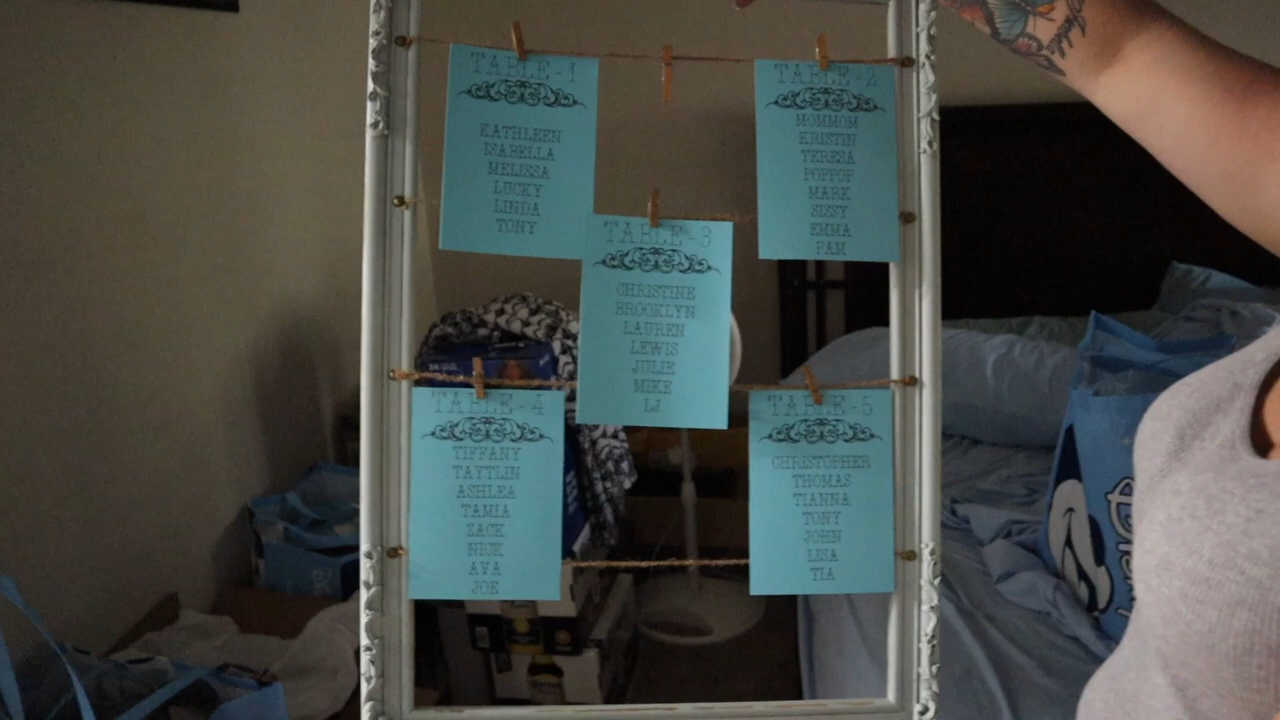 TABLE-1
KATHLEEN
ISABELLA
MELISSA
LUCKY
LINDA
TONY
TABLE-2
MOMMOM
KRISTIN
TERESA
POPPOP
MARK
SISSY
EMMA
PAM
TABLE-3
CHRISTINE
BROOKLYN
LAUREN
LEWIS
JULIE
MIKE
LJ
TABLE-4
TIFFANY
TAYTLIN
ASHLEA
TAMIA
ZACK
NICK
AVA
JOE
TABLE-5
CHRISTOPHER
THOMAS
TIANNA
TONY
JOHN
LISA
TIA
Disney